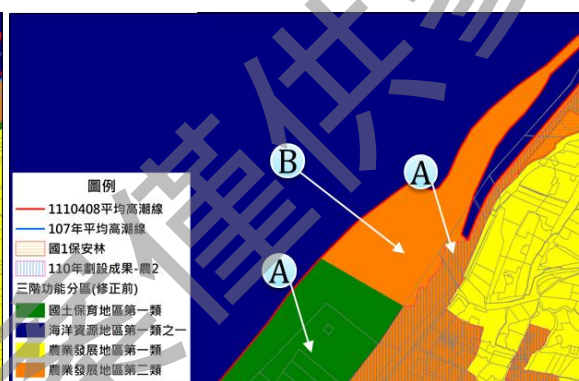 B
A
A
圖例
1110408平均高潮線
107年平均高潮線
國1保安林
110年劃設成果-農2
三階功能分區(修正前)
國土保育地區第一類
海洋資源地區第一類之一
農業發展地區第一類
農業發展地區第二類
僅供參